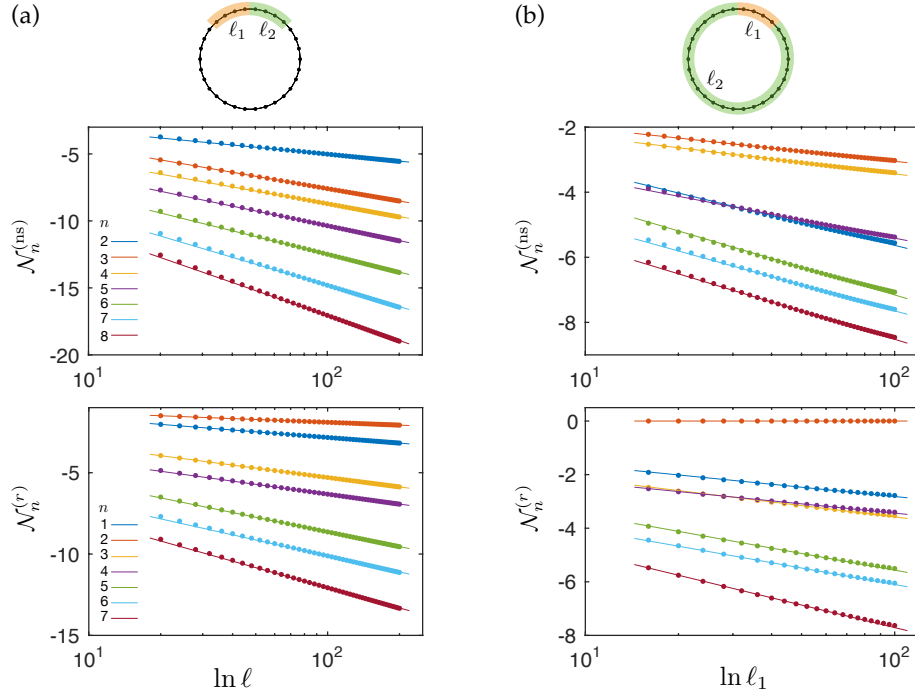 (a)
ℓ₁ ℓ₂
(b)
ℓ₁
ℓ₂
𝒩ₙ⁽ⁿˢ⁾
-5
-10
-15
-20
n
2
3
4
5
6
7
8
10¹ 10²
𝒩ₙ⁽ⁿˢ⁾
-2
-4
-6
-8
10¹ 10²
𝒩ₙ⁽ʳ⁾
-5
-10
-15
n
1
2
3
4
5
6
7
10¹ 10²
ln ℓ
𝒩ₙ⁽ʳ⁾
0
-2
-4
-6
-8
10¹ 10²
ln ℓ₁